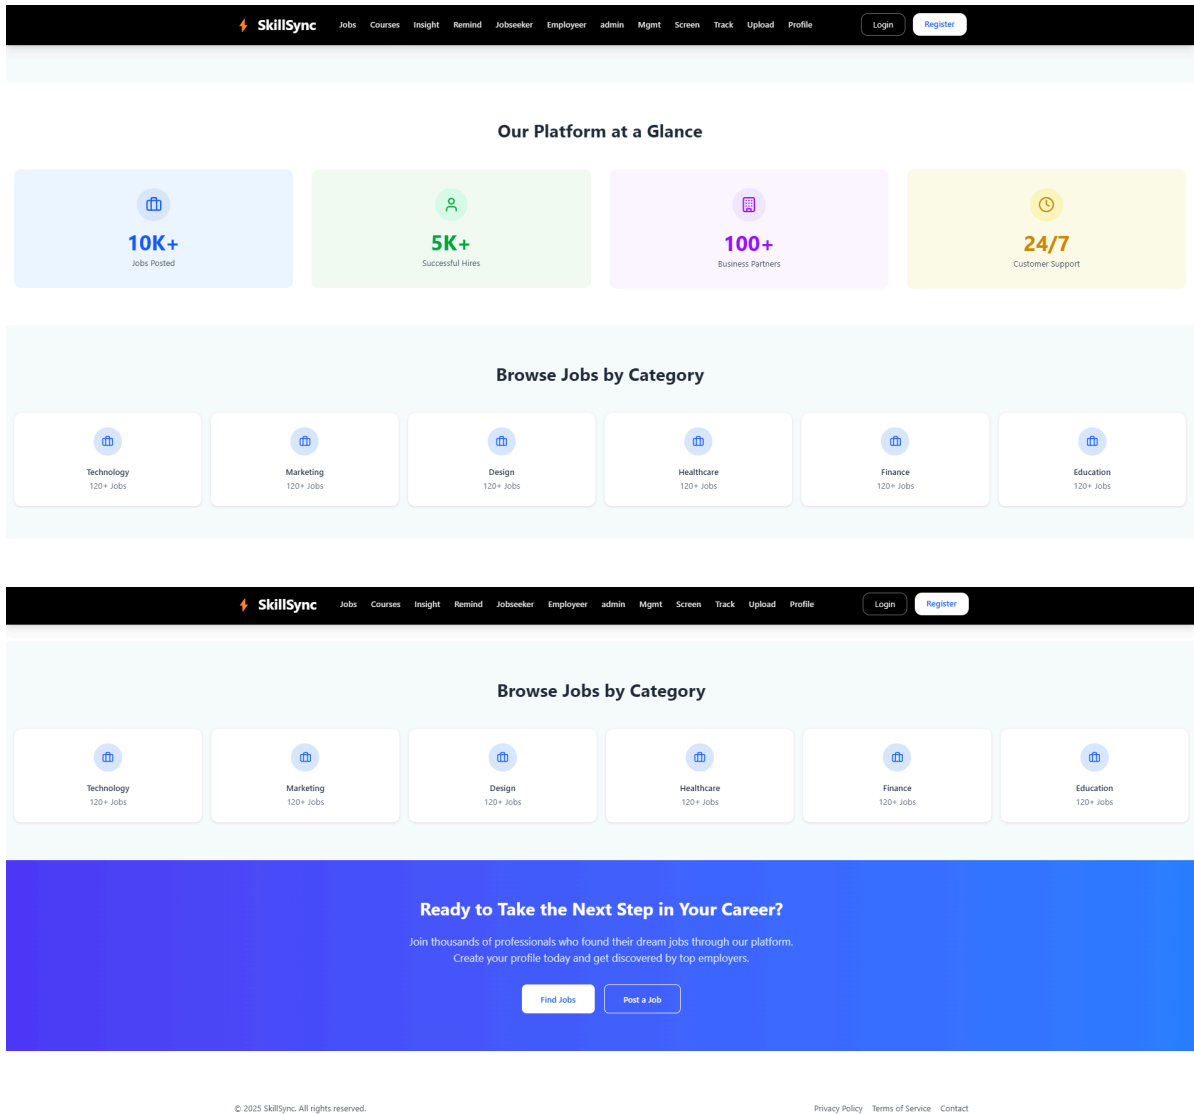 SkillSync Jobs Courses Insight Remind Jobseeker Employeer admin Mgmt Screen Track Upload Profile Login Register
Our Platform at a Glance
10K+ 5K+ 100+ 24/7
Jobs Posted Successful Hires Business Partners Customer Support
Browse Jobs by Category
Technology Marketing Design Healthcare Finance Education
120+ Jobs 120+ Jobs 120+ Jobs 120+ Jobs 120+ Jobs 120+ Jobs
SkillSync Jobs Courses Insight Remind Jobseeker Employeer admin Mgmt Screen Track Upload Profile Login Register
Browse Jobs by Category
Technology Marketing Design Healthcare Finance Education
120+ Jobs 120+ Jobs 120+ Jobs 120+ Jobs 120+ Jobs 120+ Jobs
Ready to Take the Next Step in Your Career?
Join thousands of professionals who found their dream jobs through our platform.
Create your profile today and get discovered by top employers.
Find Jobs Post a Job
© 2025 SkillSync. All rights reserved. Privacy Policy Terms of Service Contact